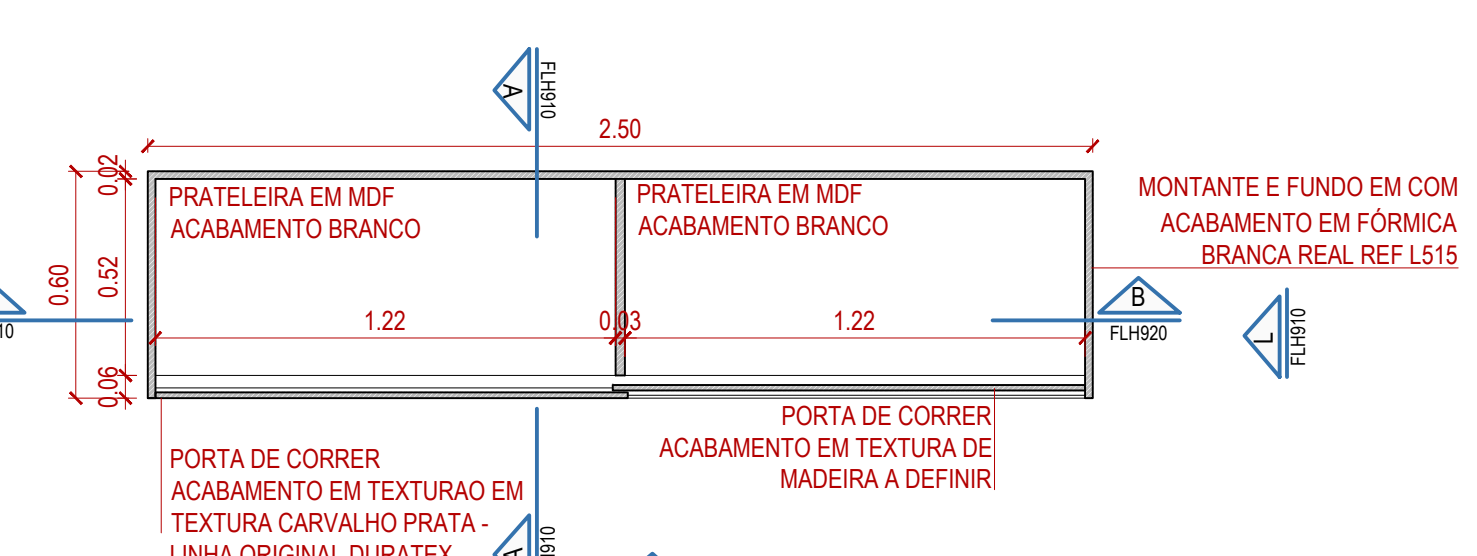 A
FLH910
2.50
0.02
0.60
0.52
0.06
PRATELEIRA EM MDF
ACABAMENTO BRANCO
PRATELEIRA EM MDF
ACABAMENTO BRANCO
MONTANTE E FUNDO EM COM
ACABAMENTO EM FÓRMICA
BRANCA REAL REF L515
1.22
0.03
1.22
10
B
FLH920
L
FLH910
PORTA DE CORRER
ACABAMENTO EM TEXTURA DE
MADEIRA A DEFINIR
PORTA DE CORRER
ACABAMENTO EM TEXTURAO EM
TEXTURA CARVALHO PRATA -
LINHA ORIGINAL DURATEX
A
910